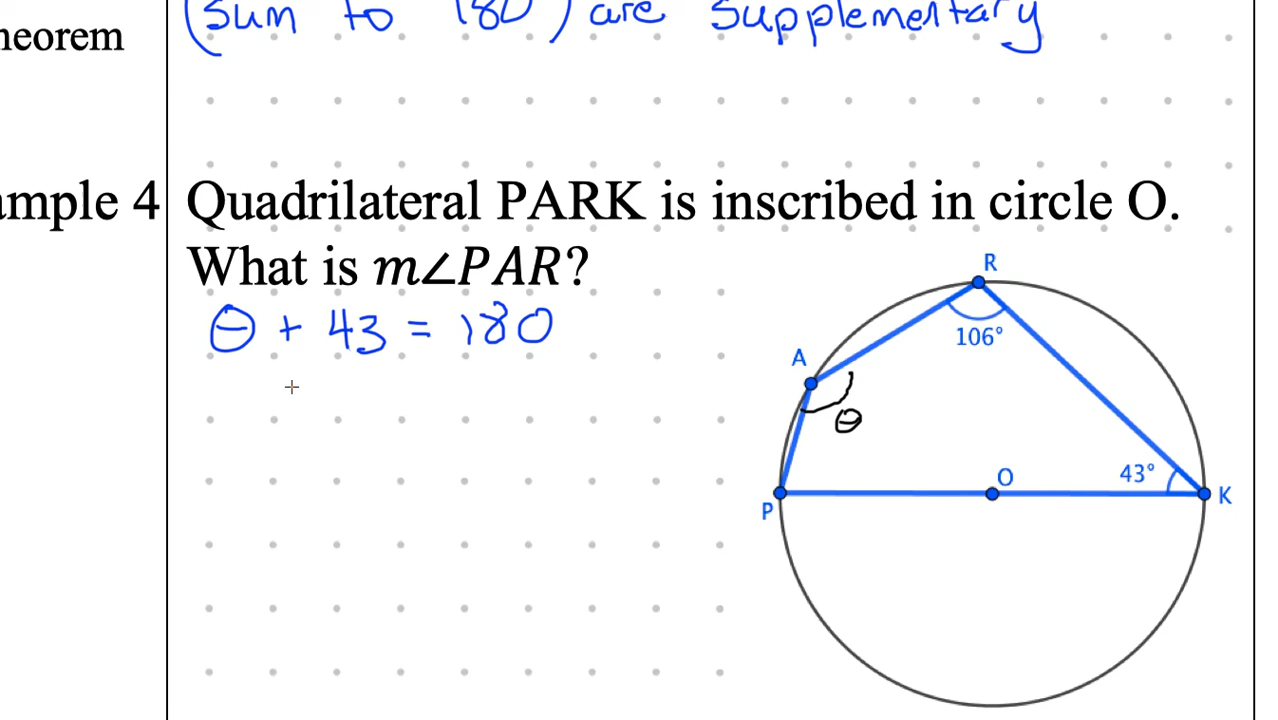 (sum to 180) are supplementary
heorem
ample 4
Quadrilateral PARK is inscribed in circle O.
What is m∠PAR?
θ + 43 = 180
R
106°
A
θ
43°
O
P
K